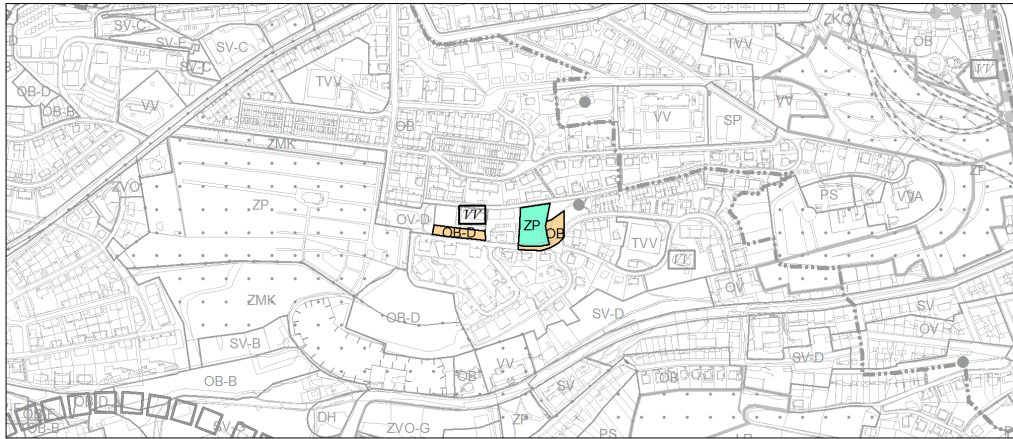 SV-C
SV-E
SV-C
SV-C
TVV
TVV
ZKC
OB
VV
OB-D
OB-B
VV
VV
VV
SP
OB
ZMK
ZVO
ZP
OV-D
VV
OB-D
ZP
OB
PS
VVA
ZP
TVV
VV
OV
ZMK
OB-D
SV-D
SV
OV
SV-B
VV
SV-D
OB-B
OB
SV
OB
OB-D
OB-B
SV-G
DH
ZVO-G
ZP
PS